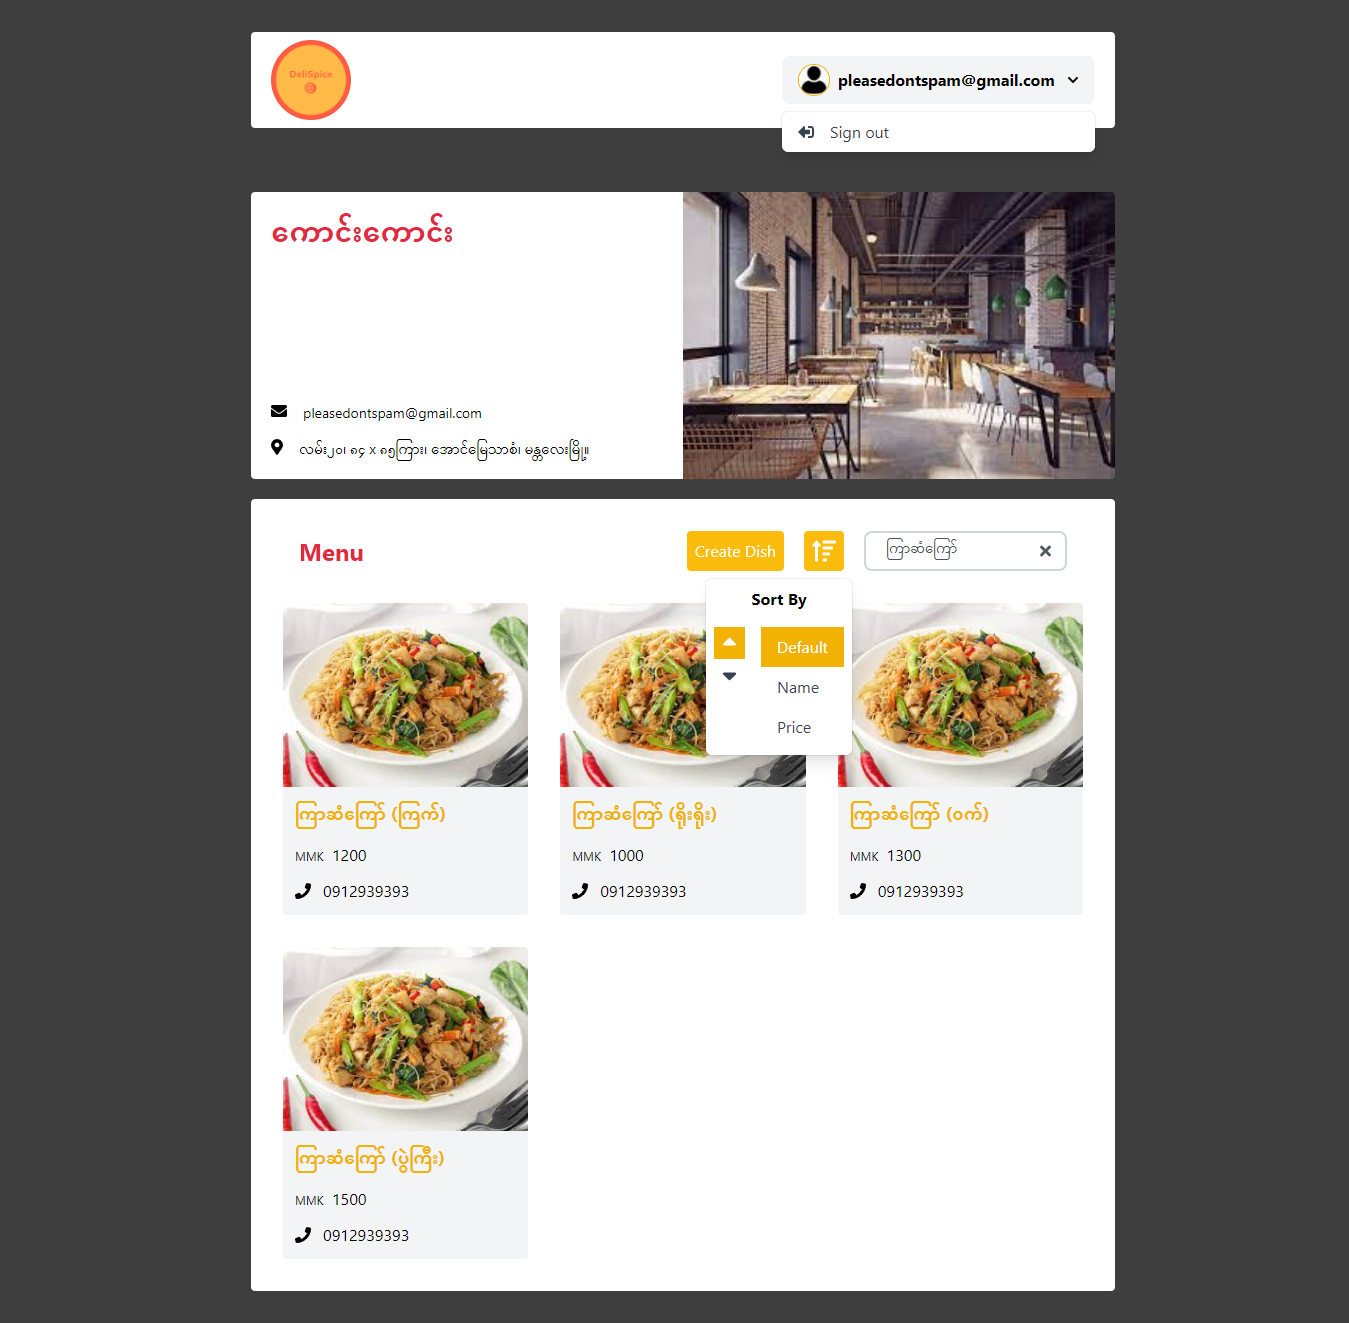 DeliSpice
pleasedontspam@gmail.com
Sign out
ကောင်းကောင်း
pleasedontspam@gmail.com
လမ်း၂၀၊ ၈၄ x ၈၅ကြား၊ အောင်မြေသာစံ၊ မန္တလေးမြို့။
Menu
Create Dish
ကြာဆံကြော်
Sort By
Default
Name
Price
ကြာဆံကြော် (ကြက်)
MMK 1200
0912939393
ကြာဆံကြော် (ရိုးရိုး)
MMK 1000
0912939393
ကြာဆံကြော် (ဝက်)
MMK 1300
0912939393
ကြာဆံကြော် (ပွဲကြီး)
MMK 1500
0912939393